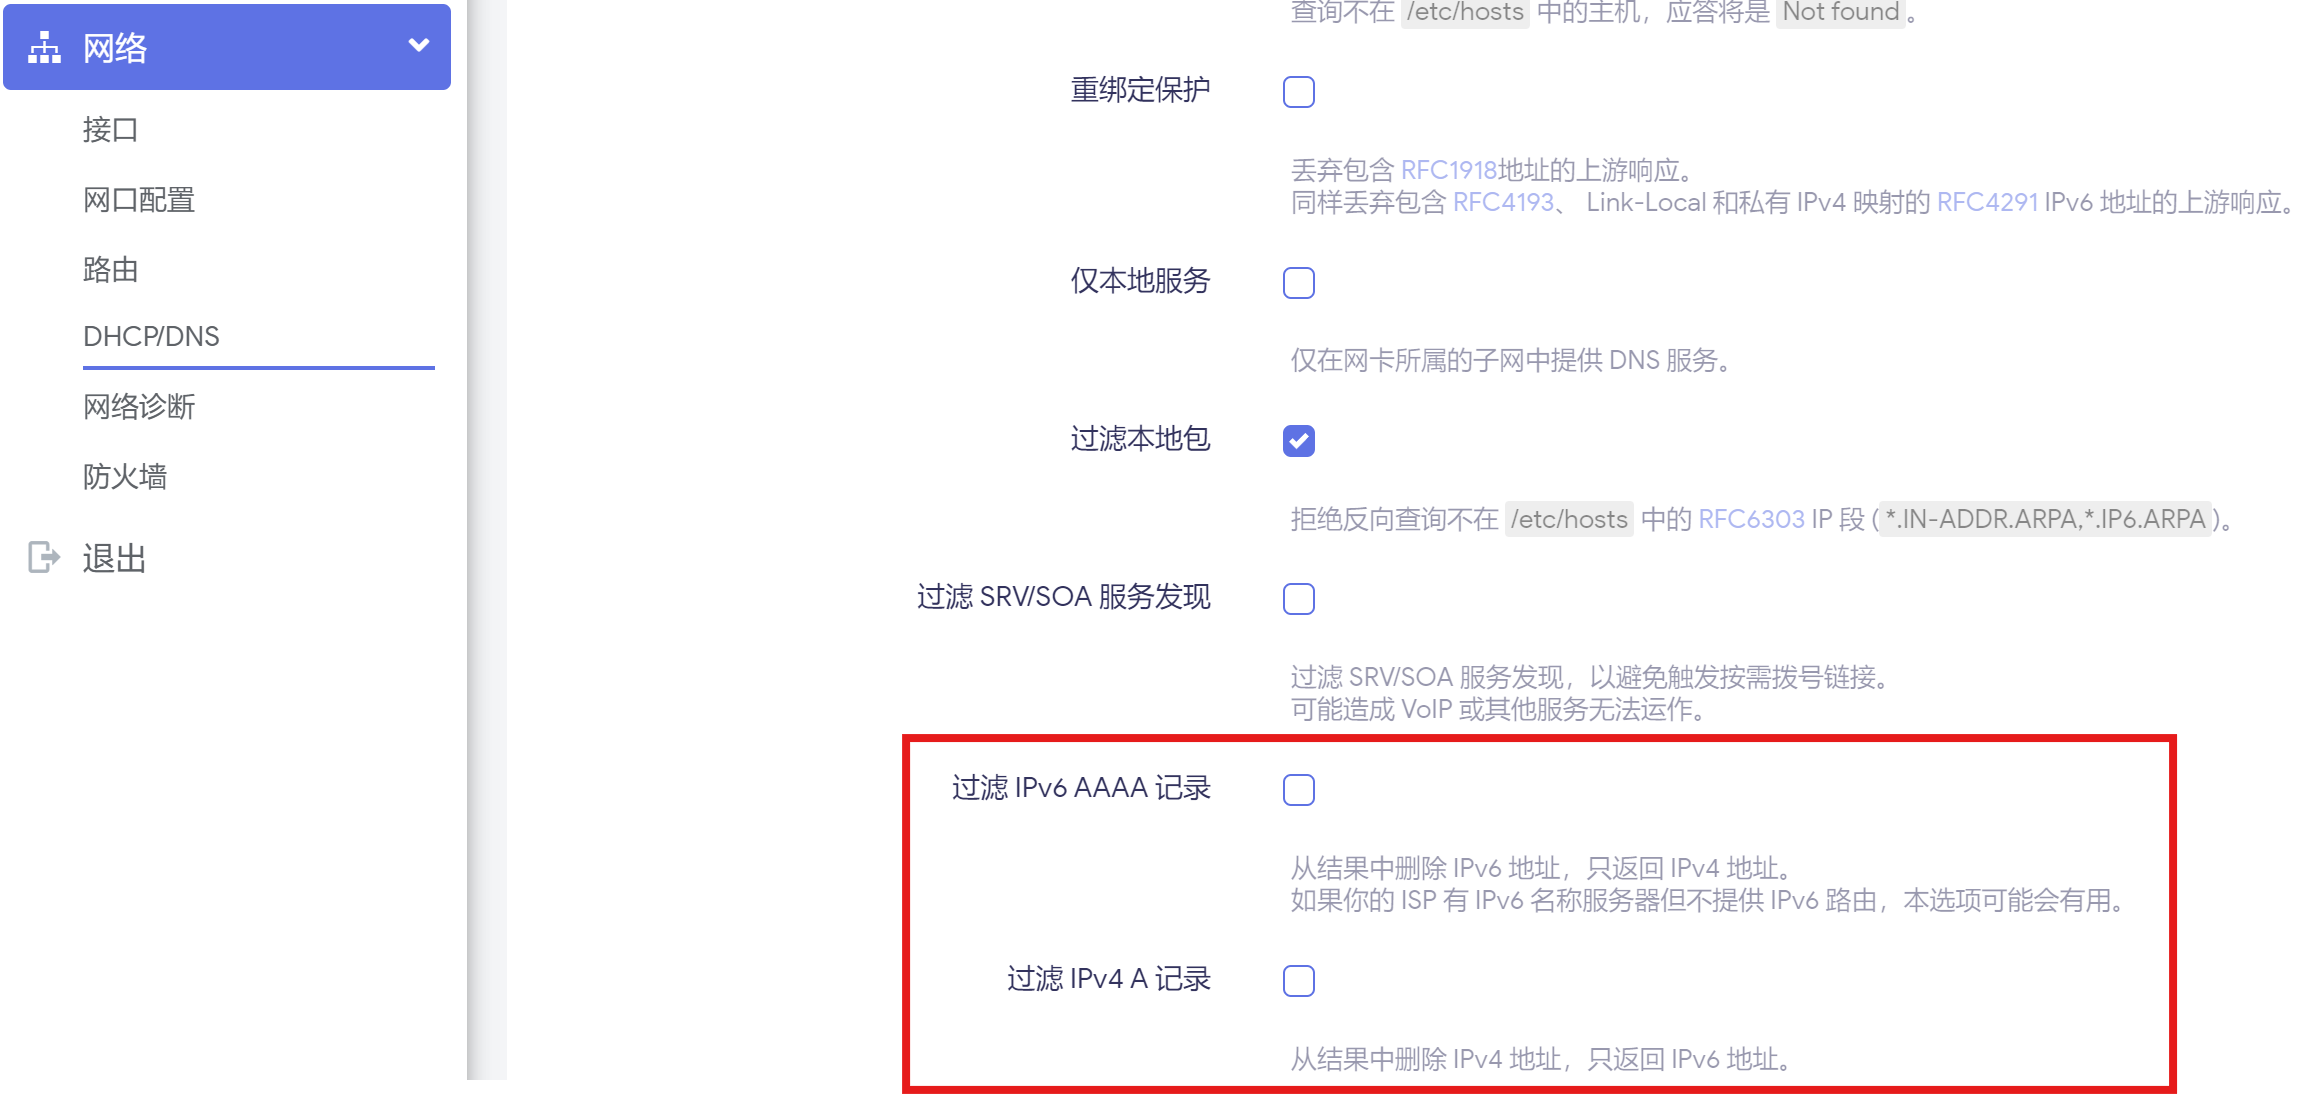 网络
接口
网口配置
路由
DHCP/DNS
网络诊断
防火墙
退出
查询不在 /etc/hosts 中的主机，应答将是 Not found 。
重绑定保护
丢弃包含 RFC1918地址的上游响应。
同样丢弃包含 RFC4193、 Link-Local 和私有 IPv4 映射的 RFC4291 IPv6 地址的上游响应。
仅本地服务
仅在网卡所属的子网中提供 DNS 服务。
过滤本地包
拒绝反向查询不在 /etc/hosts 中的 RFC6303 IP 段 ( *.IN-ADDR.ARPA,*.IP6.ARPA )。
过滤 SRV/SOA 服务发现
过滤 SRV/SOA 服务发现，以避免触发按需拨号链接。
可能造成 VoIP 或其他服务无法运作。
过滤 IPv6 AAAA 记录
从结果中删除 IPv6 地址，只返回 IPv4 地址。
如果你的 ISP 有 IPv6 名称服务器但不提供 IPv6 路由，本选项可能会有用。
过滤 IPv4 A 记录
从结果中删除 IPv4 地址，只返回 IPv6 地址。